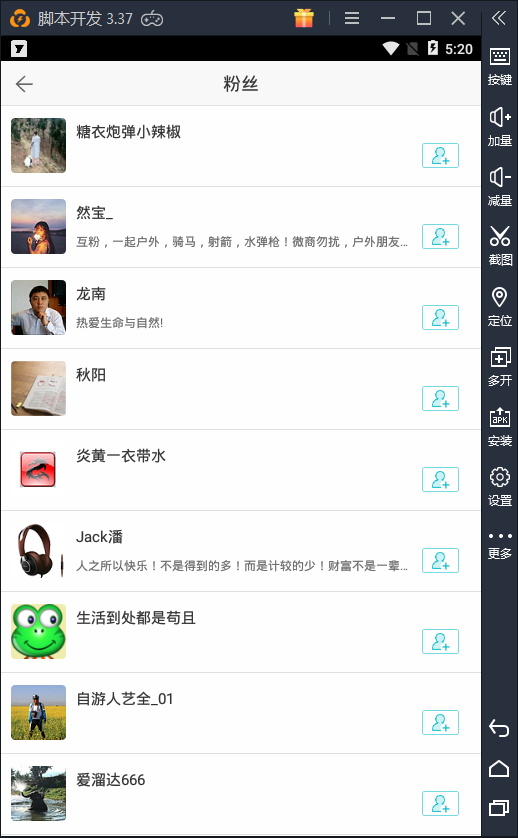 脚本开发 3.37
5:20
粉丝
糖衣炮弹小辣椒
然宝_
互粉，一起户外，骑马，射箭，水弹枪！微商勿扰，户外朋友...
龙南
热爱生命与自然!
秋阳
炎黄一衣带水
Jack潘
人之所以快乐！不是得到的多！而是计较的少！财富不是一辈...
生活到处都是苟且
自游人艺全_01
爱溜达666
按键
加量
减量
截图
定位
多开
APK
安装
设置
更多